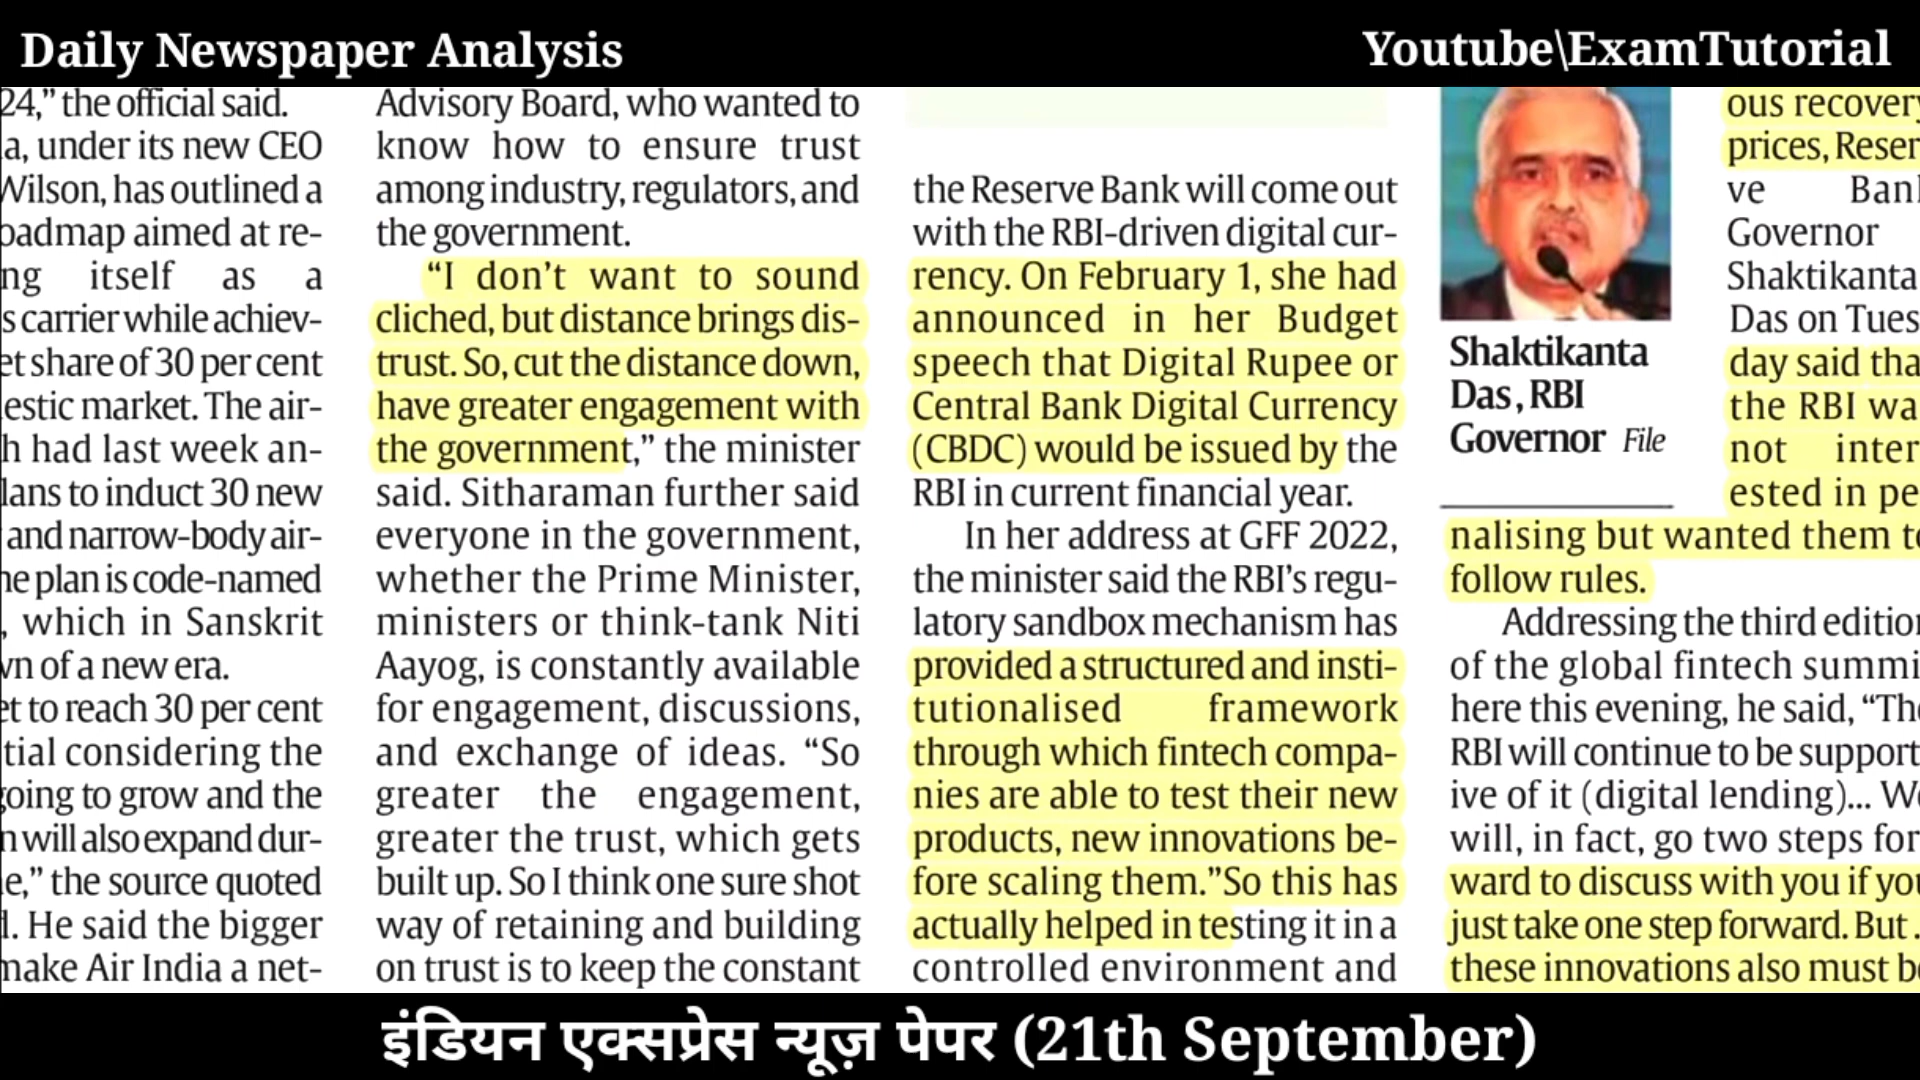 Daily Newspaper Analysis
Youtube\ExamTutorial
24,” the official said.
a, under its new CEO
Wilson, has outlined a
oadmap aimed at re-
ng itself as a
s carrier while achiev-
et share of 30 per cent
estic market. The air-
h had last week an-
lans to induct 30 new
and narrow-body air-
he plan is code-named
, which in Sanskrit
wn of a new era.
et to reach 30 per cent
tial considering the
going to grow and the
n will also expand dur-
e,” the source quoted
d. He said the bigger
make Air India a net-
Advisory Board, who wanted to
know how to ensure trust
among industry, regulators, and
the government.
“I don’t want to sound
cliched, but distance brings dis-
trust. So, cut the distance down,
have greater engagement with
the government,” the minister
said. Sitharaman further said
everyone in the government,
whether the Prime Minister,
ministers or think-tank Niti
Aayog, is constantly available
for engagement, discussions,
and exchange of ideas. “So
greater the engagement,
greater the trust, which gets
built up. So I think one sure shot
way of retaining and building
on trust is to keep the constant
the Reserve Bank will come out
with the RBI-driven digital cur-
rency. On February 1, she had
announced in her Budget
speech that Digital Rupee or
Central Bank Digital Currency
(CBDC) would be issued by the
RBI in current financial year.
In her address at GFF 2022,
the minister said the RBI’s regu-
latory sandbox mechanism has
provided a structured and insti-
tutionalised framework
through which fintech compa-
nies are able to test their new
products, new innovations be-
fore scaling them.”So this has
actually helped in testing it in a
controlled environment and
Shaktikanta
Das, RBI
Governor File
ous recovery
prices, Reser
ve Bank
Governor
Shaktikanta
Das on Tues
day said tha
the RBI wa
not inter
ested in pe
nalising but wanted them to
follow rules.
Addressing the third edition
of the global fintech summi
here this evening, he said, “The
RBI will continue to be support
ive of it (digital lending)... We
will, in fact, go two steps for
ward to discuss with you if you
just take one step forward. But .
these innovations also must be
इंडियन एक्सप्रेस न्यूज़ पेपर (21th September)